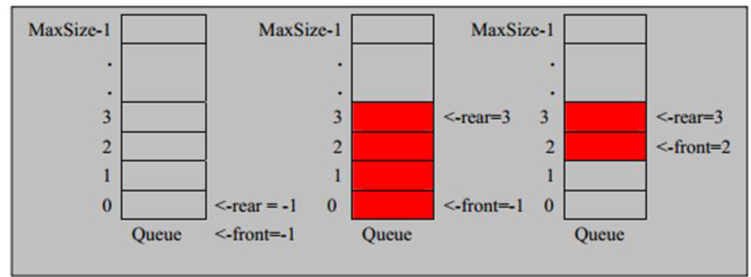 MaxSize-1 MaxSize-1 MaxSize-1
. . .
. . .
3 3 <-rear=3 3 <-rear=3
2 2 2 <-front=2
1 1 1
0 <-rear = -1 0 <-front=-1 0
Queue <-front=-1 Queue Queue